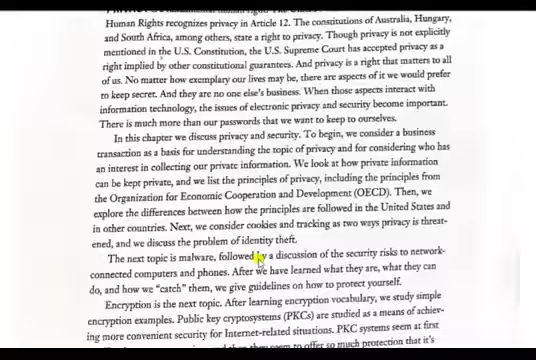 Human Rights recognizes privacy in Article 12. The constitutions of Australia, Hungary,
and South Africa, among others, state a right to privacy. Though privacy is not explicitly
mentioned in the U.S. Constitution, the U.S. Supreme Court has accepted privacy as a
right implied by other constitutional guarantees. And privacy is a right that matters to all
of us. No matter how exemplary our lives may be, there are aspects of it we would prefer
to keep secret. And they are no one else's business. When those aspects interact with
information technology, the issues of electronic privacy and security become important.
There is much more than our passwords that we want to keep to ourselves.
In this chapter we discuss privacy and security. To begin, we consider a business
transaction as a basis for understanding the topic of privacy and for considering who has
an interest in collecting our private information. We look at how private information
can be kept private, and we list the principles of privacy, including the principles from
the Organization for Economic Cooperation and Development (OECD). Then, we
explore the differences between how the principles are followed in the United States and
in other countries. Next, we consider cookies and tracking as two ways privacy is threat-
ened, and we discuss the problem of identity theft.
The next topic is malware, followed by a discussion of the security risks to network-
connected computers and phones. After we have learned what they are, what they can
do, and how we "catch" them, we give guidelines on how to protect yourself.
Encryption is the next topic. After learning encryption vocabulary, we study simple
encryption examples. Public key cryptosystems (PKCs) are studied as a means of achiev-
ing more convenient security for Internet-related situations. PKC systems seem at first
seem to offer so much protection that it's